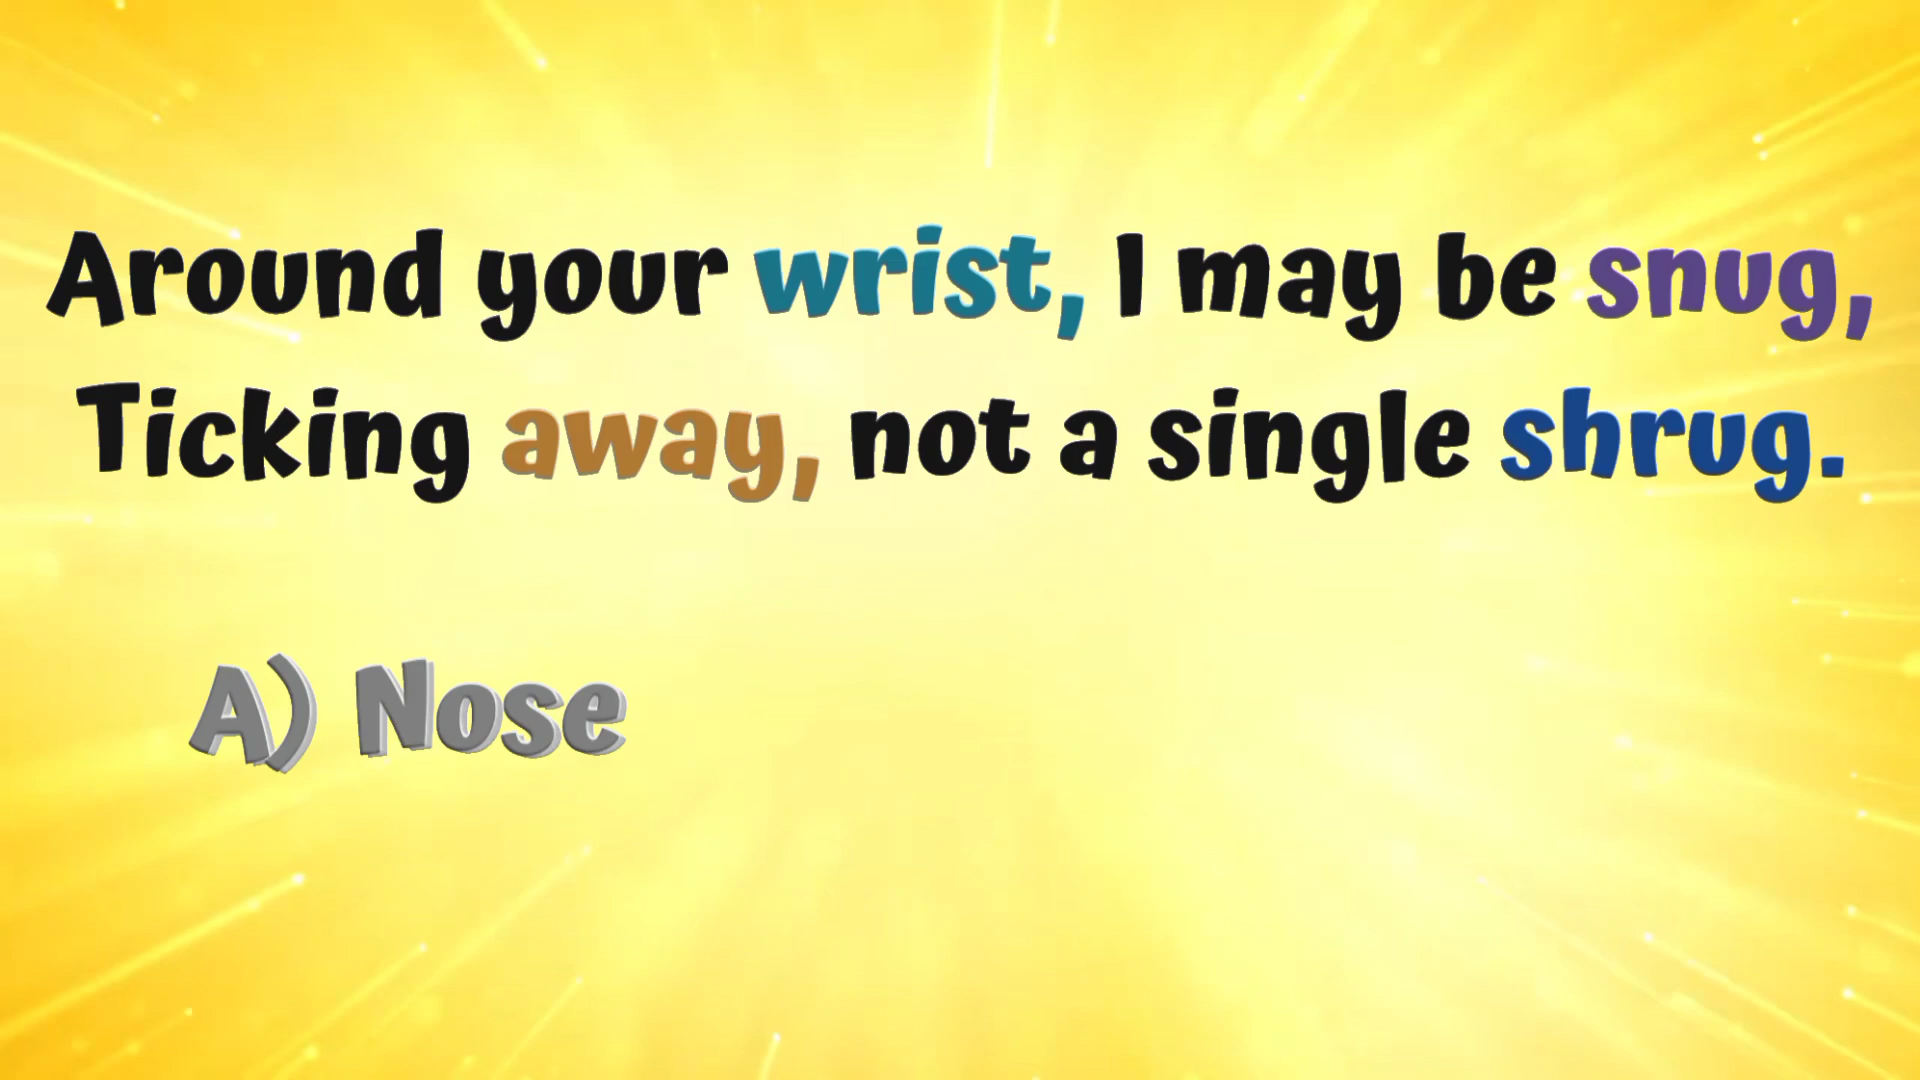 Around your wrist, I may be snug,
Ticking away, not a single shrug.
A) Nose